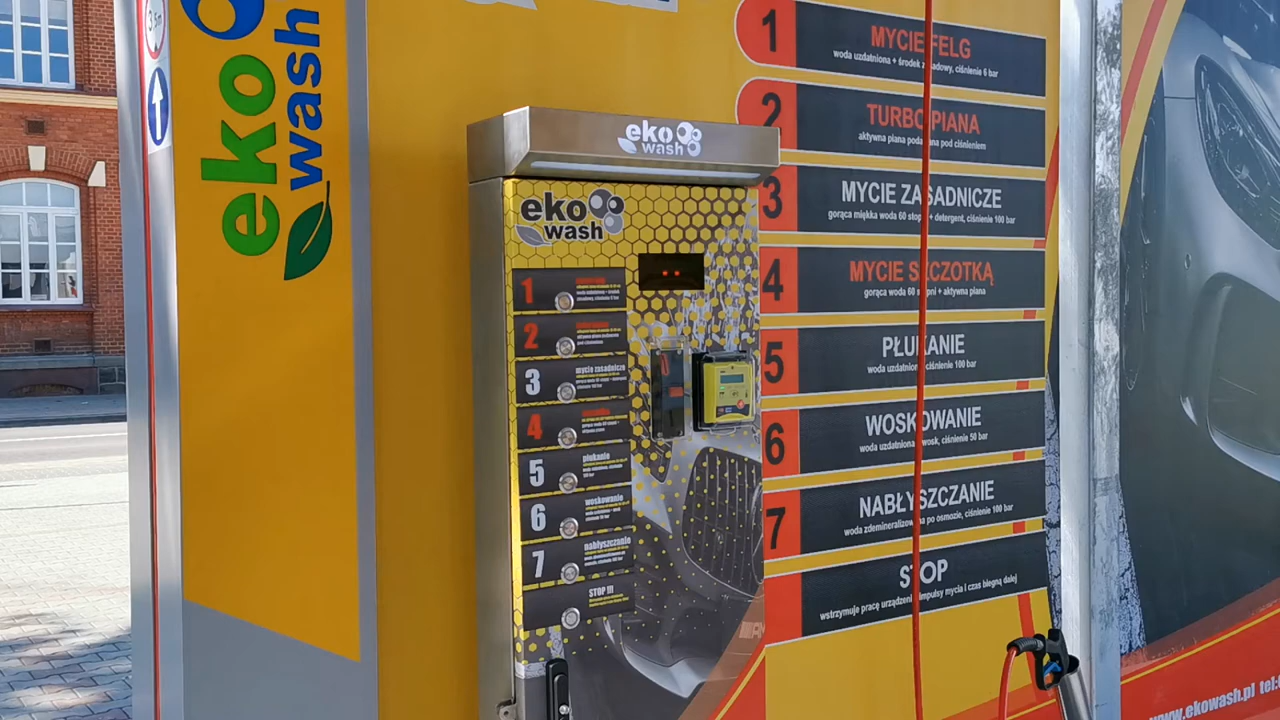 3,5m
eko
wash
eko
wash
eko
wash
1
2
3
mycie zasadnicze
4
5
płukanie
6
woskowanie
7
nabłyszczanie
STOP !!!
1
MYCIE FELG
woda uzdatniona + środek zasadowy, ciśnienie 6 bar
2
TURBO PIANA
aktywna piana podawana pod ciśnieniem
3
MYCIE ZASADNICZE
gorąca miękka woda 60 stopni + detergent, ciśnienie 100 bar
4
MYCIE SZCZOTKĄ
gorąca woda 60 stopni + aktywna piana
5
PŁUKANIE
woda uzdatniona, ciśnienie 100 bar
6
WOSKOWANIE
woda uzdatniona + wosk, ciśnienie 50 bar
7
NABŁYSZCZANIE
woda zdemineralizowana po osmozie, ciśnienie 100 bar
STOP
wstrzymuje pracę urządzeń, impulsy mycia i czas biegną dalej
www.ekowash.pl tel: